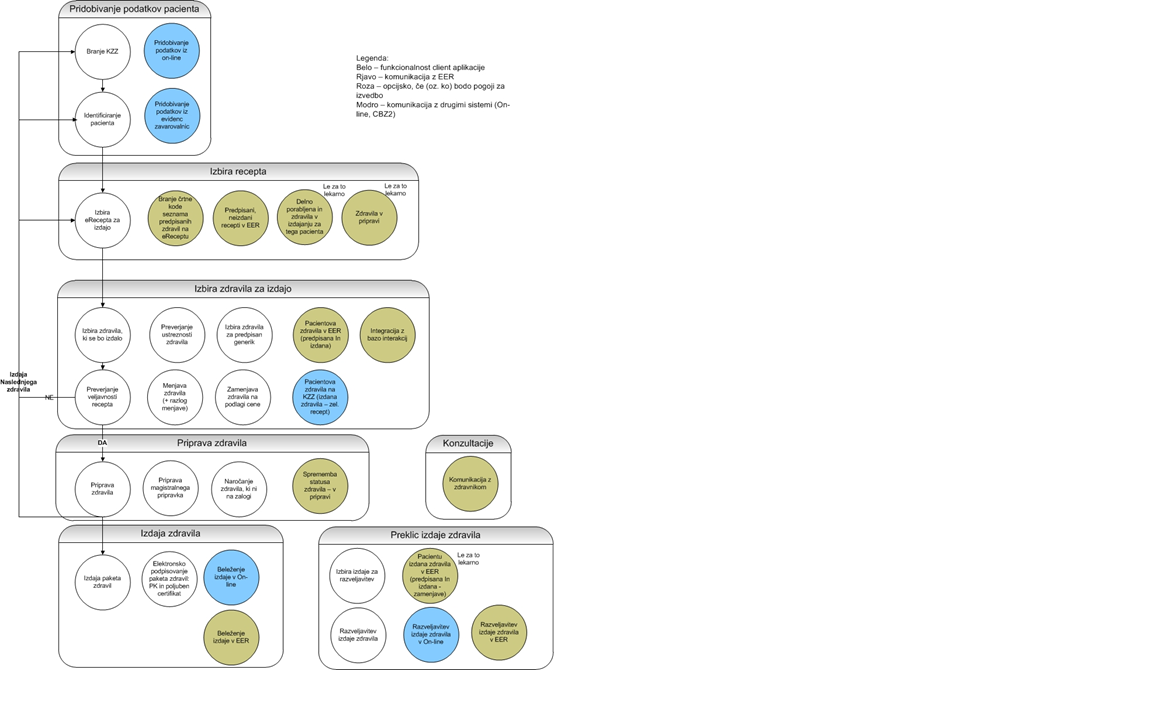 Pridobivanje podatkov pacienta
Branje KZZ
Pridobivanje
podatkov iz
on-line
Identificiranje
pacienta
Pridobivanje
podatkov iz
evidenc
zavarovalnic
Legenda:
Belo – funkcionalnost client aplikacije
Rjavo – komunikacija z EER
Roza – opcijsko, če (oz. ko) bodo pogoji za
izvedbo
Modro – komunikacija z drugimi sistemi (On-
line, CBZ2)
Izbira recepta
Izbira
eRecepta za
izdajo
Branje črtne
kode
seznama
predpisanih
zdravil na
eReceptu
Predpisani,
neizdani
recepti v EER
Le za to
lekarno
Delno
porabljena in
zdravila v
izdajanju za
tega pacienta
Le za to
lekarno
Zdravila v
pripravi
Izbira zdravila za izdajo
Izbira zdravila,
ki se bo izdalo
Preverjanje
ustreznosti
zdravila
Izbira zdravila
za predpisan
generik
Pacientova
zdravila v EER
(predpisana In
izdana)
Integracija z
bazo interakcij
Preverjanje
veljavnosti
recepta
Menjava
zdravila
(+ razlog
menjave)
Zamenjava
zdravila na
podlagi cene
Pacientova
zdravila na
KZZ (izdana
zdravila – zel.
recept)
Izdaja
Naslednjega
zdravila
NE
DA
Priprava zdravila
Priprava
zdravila
Priprava
magistralnega
pripravka
Naročanje
zdravila, ki ni
na zalogi
Sprememba
statusa
zdravila – v
pripravi
Konzultacije
Komunikacija z
zdravnikom
Izdaja zdravila
Izdaja paketa
zdravil
Elektronsko
podpisovanje
paketa zdravil:
PK in poljuben
certifikat
Beleženje
izdaje v On-
line
Beleženje
izdaje v EER
Preklic izdaje zdravila
Izbira izdaje za
razveljavitev
Pacientu
izdana zdravila
v EER
(predpisana In
izdana -
zamenjave)
Le za to
lekarno
Razveljavitev
izdaje zdravila
Razveljavitev
izdaje zdravila
v On-line
Razveljavitev
izdaje zdravila
v EER